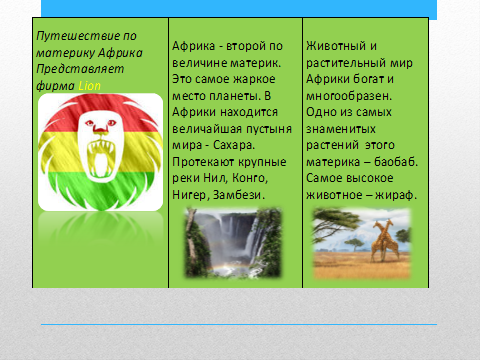 Путешествие по
материку Африка
Представляет
фирма Lion
Африка - второй по
величине материк.
Это самое жаркое
место планеты. В
Африки находится
величайшая пустыня
мира - Сахара.
Протекают крупные
реки Нил, Конго,
Нигер, Замбези.
Животный и
растительный мир
Африки богат и
многообразен.
Одно из самых
знаменитых
растений этого
материка – баобаб.
Самое высокое
животное – жираф.